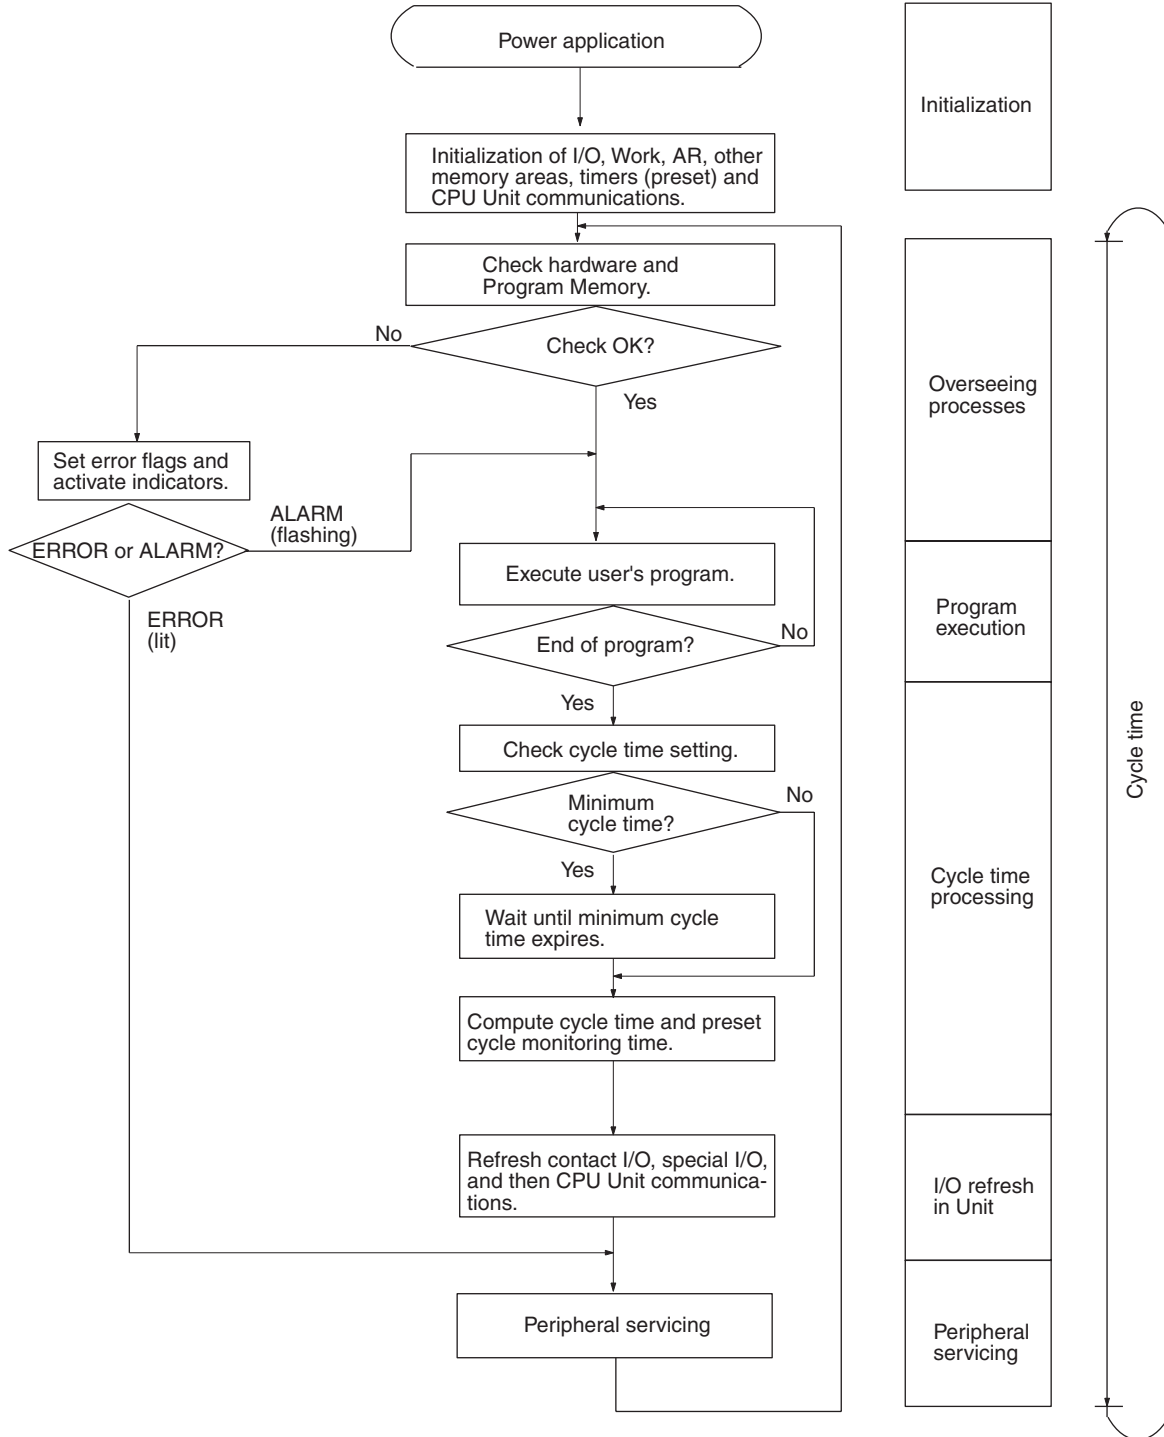 Power application
Initialization
Initialization of I/O, Work, AR, other
memory areas, timers (preset) and
CPU Unit communications.
Check hardware and
Program Memory.
No
Check OK?
Yes
Overseeing
processes
Set error flags and
activate indicators.
ALARM
(flashing)
ERROR or ALARM?
ERROR
(lit)
Execute user's program.
Program
execution
End of program?
No
Yes
Check cycle time setting.
Minimum
cycle time?
No
Yes
Cycle time
processing
Wait until minimum cycle
time expires.
Compute cycle time and preset
cycle monitoring time.
Refresh contact I/O, special I/O,
and then CPU Unit communica-
tions.
I/O refresh
in Unit
Peripheral servicing
Peripheral
servicing
Cycle time